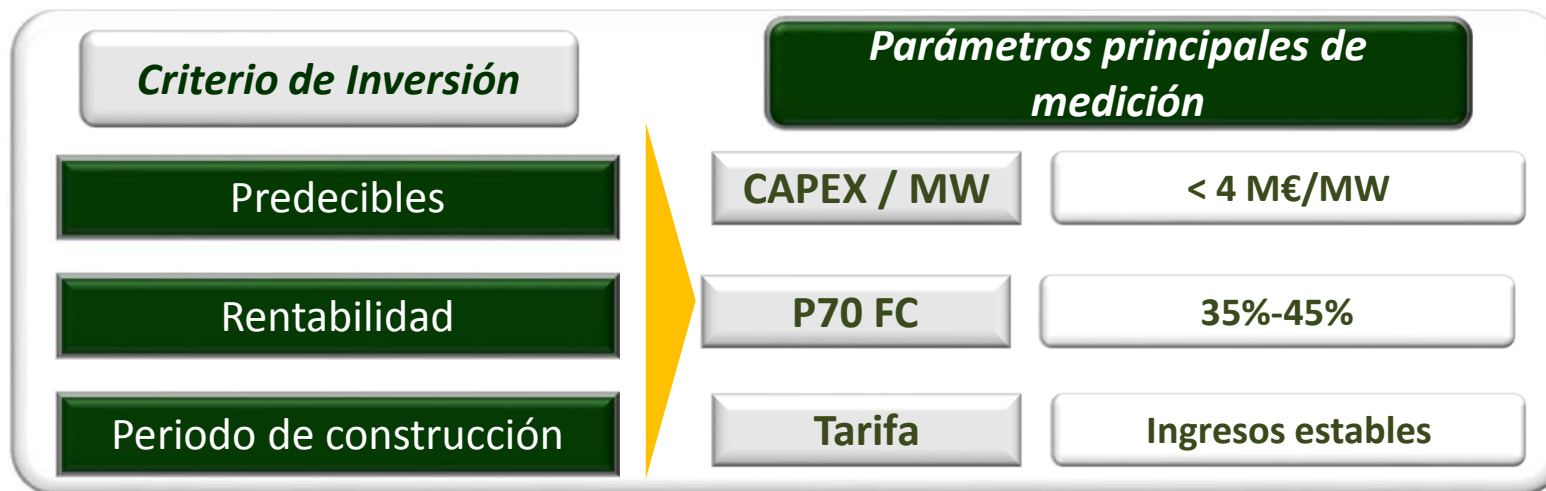 Criterio de Inversión
Parámetros principales de
medición
Predecibles
CAPEX / MW
< 4 M€/MW
Rentabilidad
P70 FC
35%-45%
Periodo de construcción
Tarifa
Ingresos estables